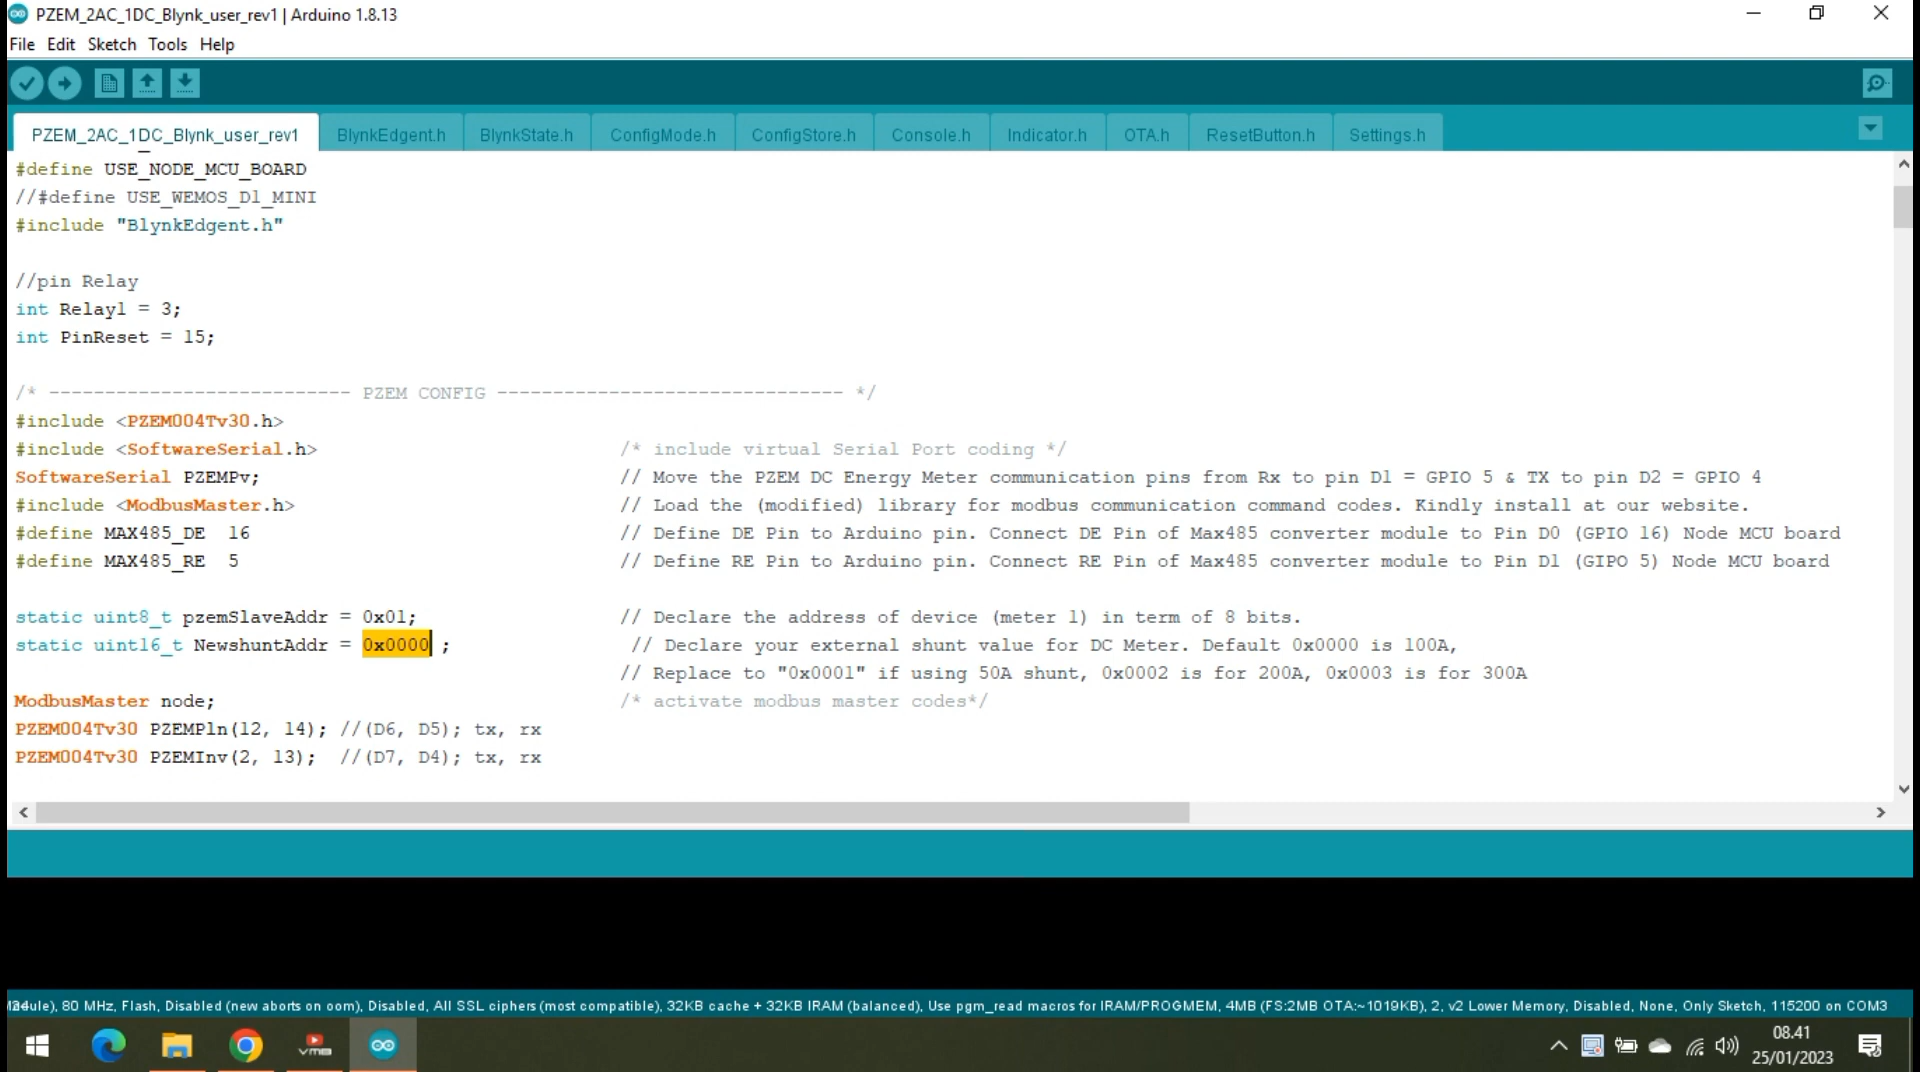 PZEM_2AC_1DC_Blynk_user_rev1 | Arduino 1.8.13
File Edit Sketch Tools Help
PZEM_2AC_1DC_Blynk_user_rev1 BlynkEdgent.h BlynkState.h ConfigMode.h ConfigStore.h Console.h Indicator.h OTA.h ResetButton.h Settings.h
#define USE_NODE_MCU_BOARD
//#define USE_WEMOS_D1_MINI
#include "BlynkEdgent.h"
//pin Relay
int Relay1 = 3;
int PinReset = 15;
/* --------------------------- PZEM CONFIG ------------------------------- */
#include <PZEM004Tv30.h>
#include <SoftwareSerial.h> /* include virtual Serial Port coding */
SoftwareSerial PZEMPv; // Move the PZEM DC Energy Meter communication pins from Rx to pin D1 = GPIO 5 & TX to pin D2 = GPIO 4
#include <ModbusMaster.h> // Load the (modified) library for modbus communication command codes. Kindly install at our website.
#define MAX485_DE 16 // Define DE Pin to Arduino pin. Connect DE Pin of Max485 converter module to Pin D0 (GPIO 16) Node MCU board
#define MAX485_RE 5 // Define RE Pin to Arduino pin. Connect RE Pin of Max485 converter module to Pin D1 (GIPO 5) Node MCU board
static uint8_t pzemSlaveAddr = 0x01; // Declare the address of device (meter 1) in term of 8 bits.
static uint16_t NewshuntAddr = 0x0000 ; // Declare your external shunt value for DC Meter. Default 0x0000 is 100A,
// Replace to "0x0001" if using 50A shunt, 0x0002 is for 200A, 0x0003 is for 300A
ModbusMaster node; /* activate modbus master codes*/
PZEM004Tv30 PZEMPln(12, 14); //(D6, D5); tx, rx
PZEM004Tv30 PZEMInv(2, 13); //(D7, D4); tx, rx
80 MHz, Flash, Disabled (new aborts on oom), Disabled, All SSL ciphers (most compatible), 32KB cache + 32KB IRAM (balanced), Use pgm_read macros for IRAM/PROGMEM, 4MB (FS:2MB OTA:~1019KB), 2, v2 Lower Memory, Disabled, None, Only Sketch, 115200 on COM3
08.41
25/01/2023